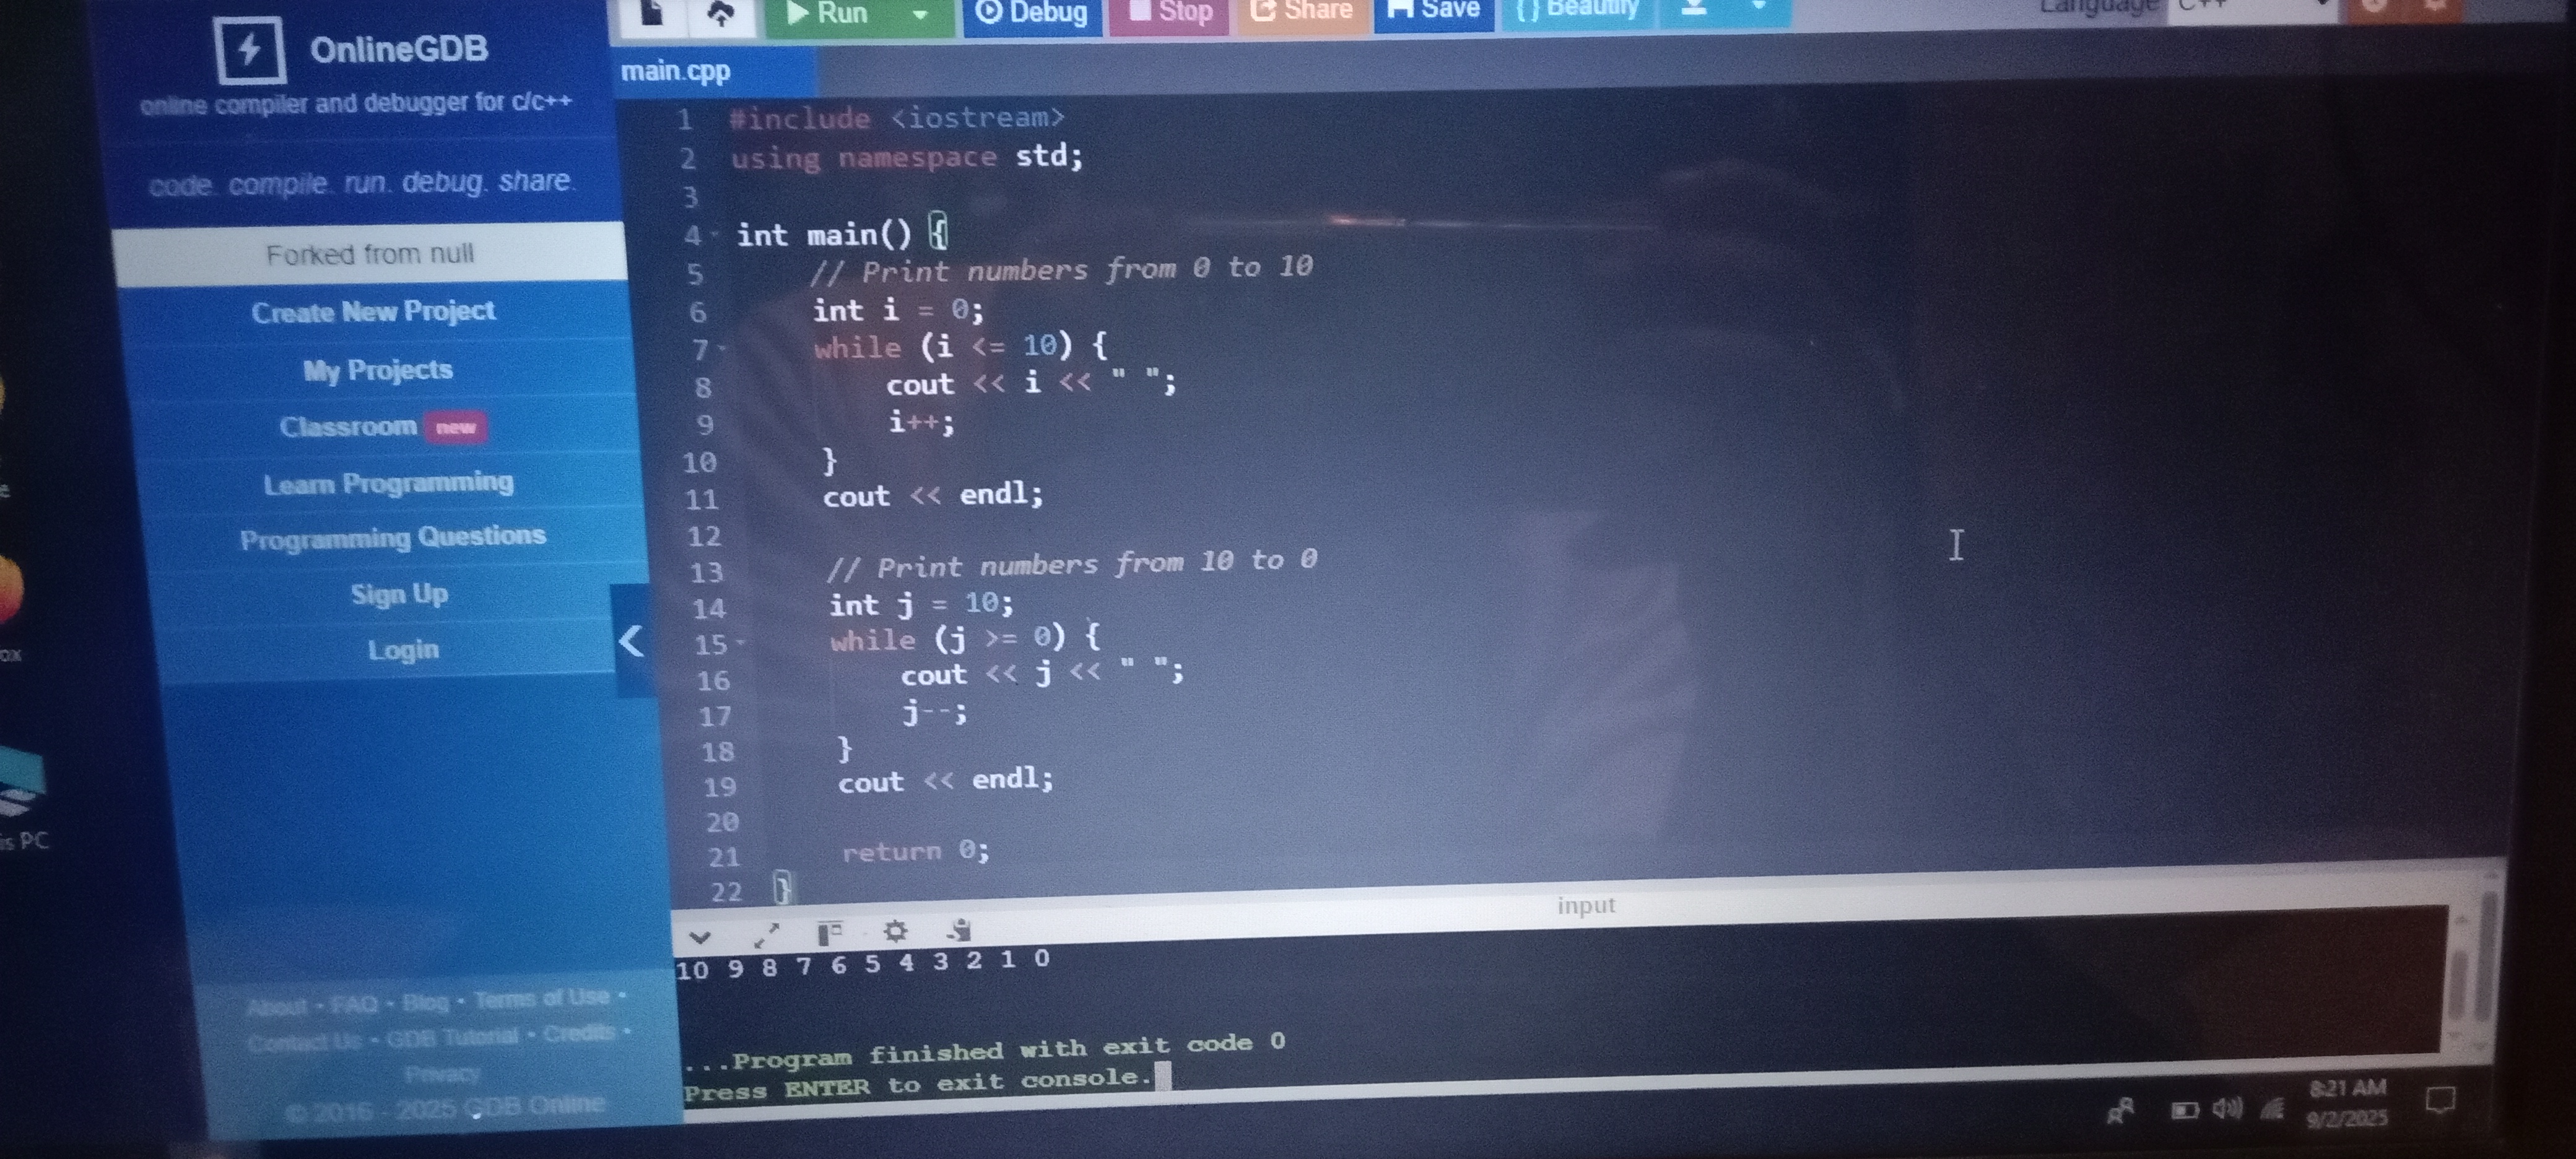 OnlineGDB
online compiler and debugger for c/c++
code. compile. run. debug. share.
Forked from null
Create New Project
My Projects
Classroom new
Learn Programming
Programming Questions
Sign Up
Login
About • FAQ • Blog • Terms of Use •
Contact Us • GDB Tutorial • Credits •
Privacy
© 2016 - 2025 GDB Online
is PC
Run Debug Stop Share Save { } Beautify
Language C++
main.cpp
1 #include <iostream>
2 using namespace std;
3
4 int main() {
5 // Print numbers from 0 to 10
6 int i = 0;
7 while (i <= 10) {
8 cout << i << " ";
9 i++;
10 }
11 cout << endl;
12
13 // Print numbers from 10 to 0
14 int j = 10;
15 while (j >= 0) {
16 cout << j << " ";
17 j--;
18 }
19 cout << endl;
20
21 return 0;
22 }
input
10 9 8 7 6 5 4 3 2 1 0
...Program finished with exit code 0
Press ENTER to exit console.
8:21 AM
9/2/2025